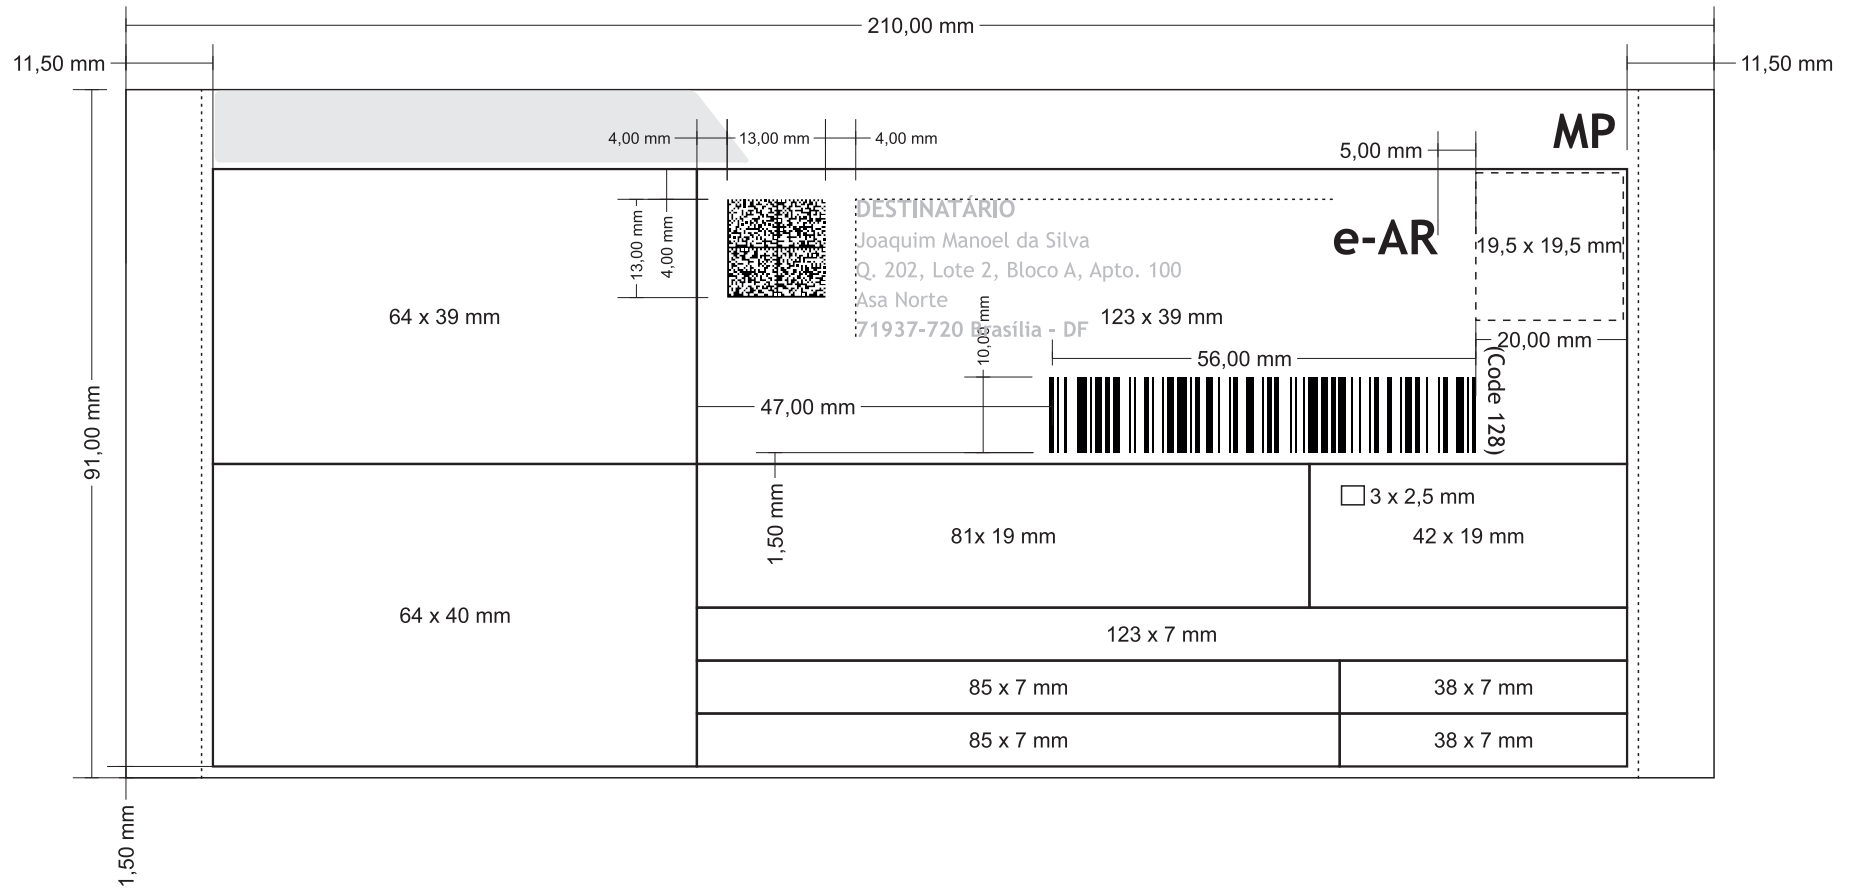 210,00 mm
11,50 mm
11,50 mm
MP
4,00 mm
13,00 mm
4,00 mm
5,00 mm
13,00 mm
4,00 mm
DESTINATÁRIO
Joaquim Manoel da Silva
Q. 202, Lote 2, Bloco A, Apto. 100
Asa Norte
71937-720 Brasília - DF
e-AR
19,5 x 19,5 mm
64 x 39 mm
123 x 39 mm
10,00 mm
20,00 mm
56,00 mm
47,00 mm
(Code 128)
91,00 mm
1,50 mm
3 x 2,5 mm
81x 19 mm
42 x 19 mm
64 x 40 mm
123 x 7 mm
85 x 7 mm
38 x 7 mm
85 x 7 mm
38 x 7 mm
1,50 mm